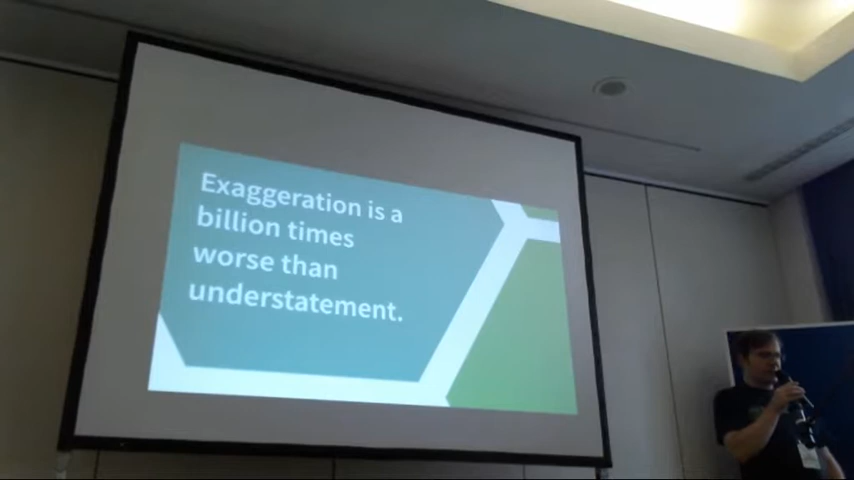 Exaggeration is a
billion times
worse than
understatement.